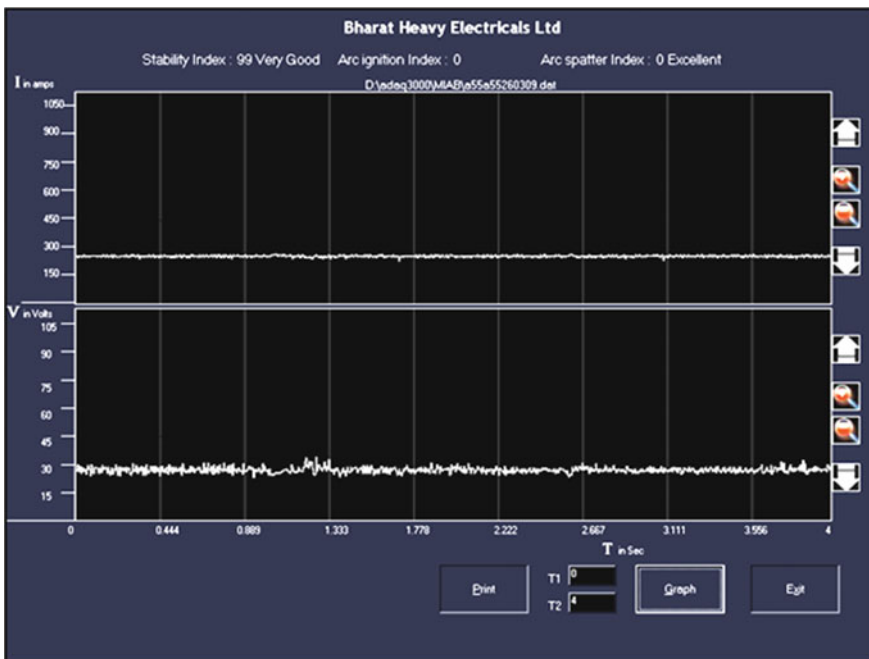 Bharat Heavy Electricals Ltd
Stability Index : 99 Very Good Arc ignition Index : 0 Arc spatter Index : 0 Excellent
I in amps
D:\adaq3000\MIAB\a55a55260309.dat
1050
900
750
600
450
300
150
V in Volts
105
90
75
60
45
30
15
0 0.444 0.889 1.333 1.778 2.222 2.667 3.111 3.556 4
T in Sec
Print T1 0 Graph Exit
T2 4